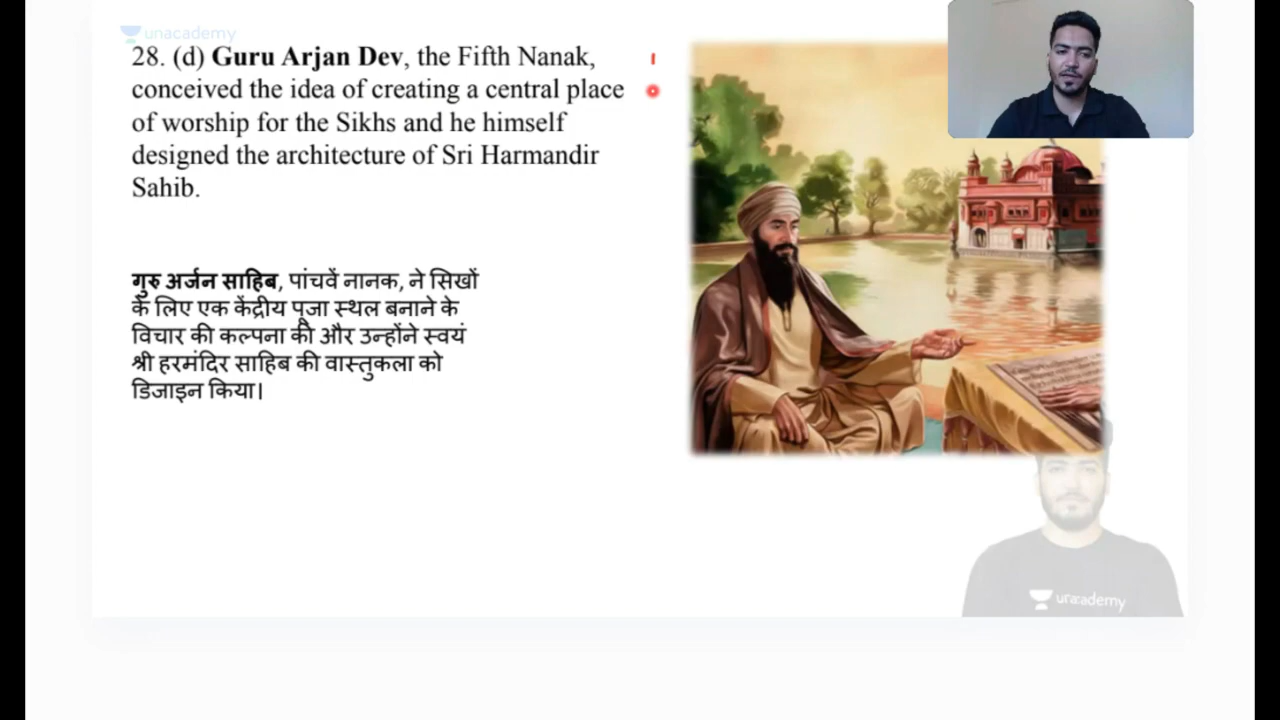 unacademy
28. (d) Guru Arjan Dev, the Fifth Nanak,
conceived the idea of creating a central place
of worship for the Sikhs and he himself
designed the architecture of Sri Harmandir
Sahib.
गुरु अर्जन साहिब, पांचवें नानक, ने सिखों
के लिए एक केंद्रीय पूजा स्थल बनाने के
विचार की कल्पना की और उन्होंने स्वयं
श्री हरमंदिर साहिब की वास्तुकला को
डिजाइन किया।
unacademy